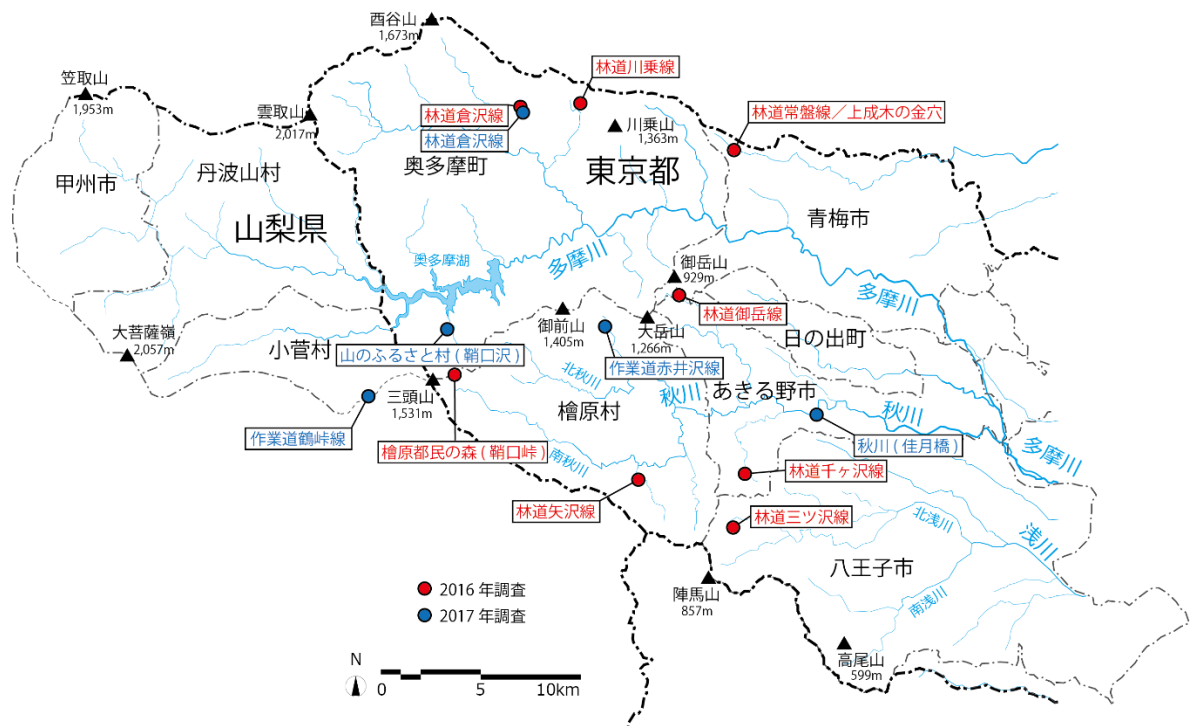 酉谷山
1,673m
笠取山
1,953m
雲取山
2,017m
林道川乗線
林道倉沢線
林道倉沢線
川乗山
1,363m
林道常盤線／上成木の金穴
奥多摩町
東京都
丹波山村
甲州市
山梨県
青梅市
奥多摩湖
多摩川
御岳山
929m
多摩川
林道御岳線
御前山
1,405m
大岳山
1,266m
日の出町
大菩薩嶺
2,057m
小菅村
山のふるさと村 ( 鞘口沢 )
作業道赤井沢線
北秋川
三頭山
1,531m
檜原村
秋川
あきる野市
秋川
作業道鶴峠線
檜原都民の森 ( 鞘口峠 )
秋川 ( 佳月橋 )
多摩川
南秋川
林道千ヶ沢線
林道矢沢線
林道三ツ沢線
北浅川
浅川
八王子市
2016 年調査
2017 年調査
陣馬山
857m
南浅川
高尾山
599m
N
0 5 10km